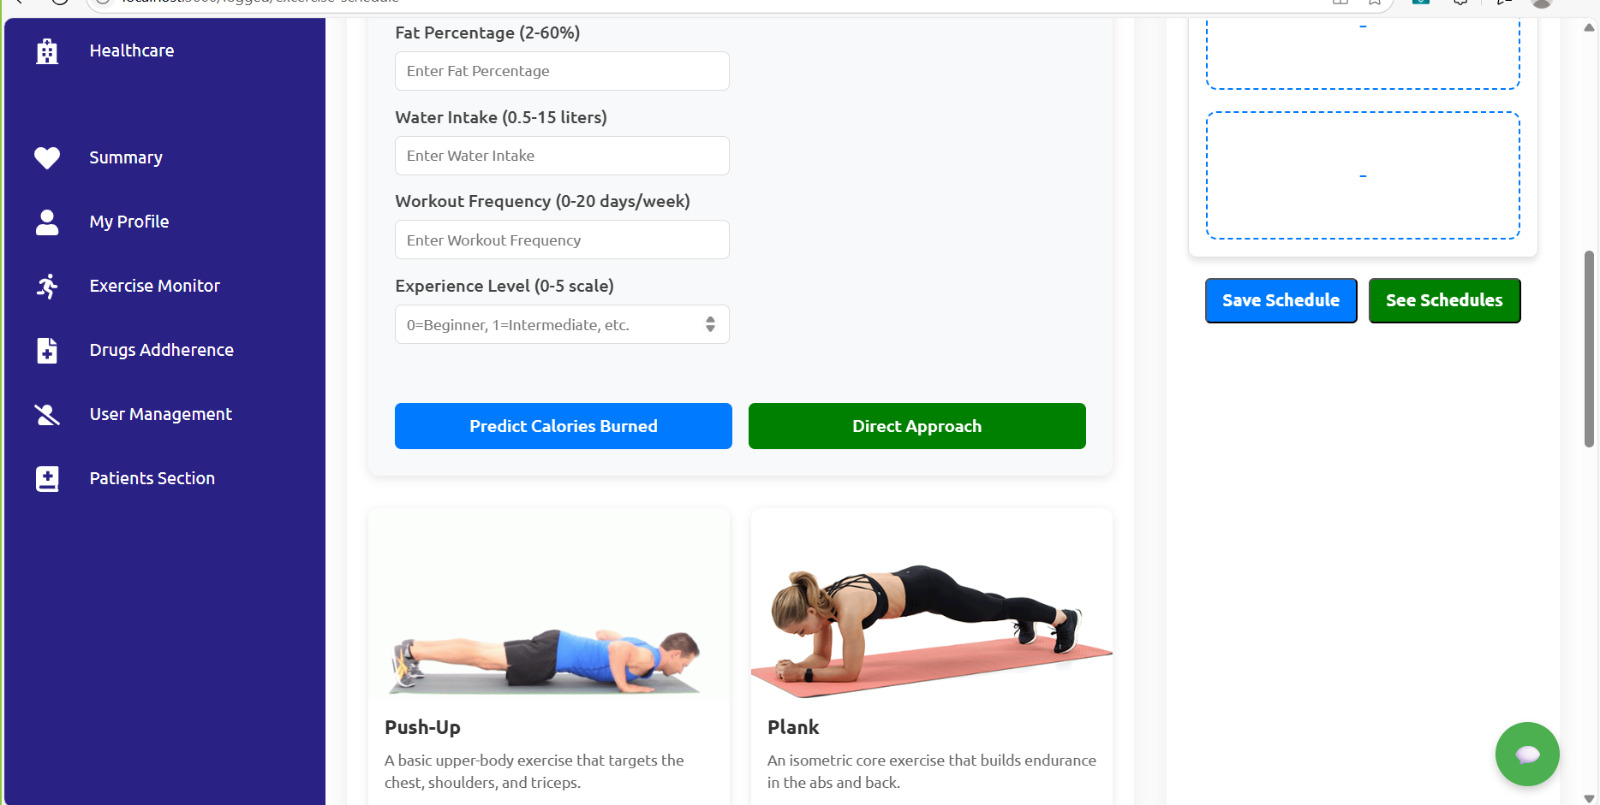 Healthcare
Summary
My Profile
Exercise Monitor
Drugs Addherence
User Management
Patients Section
Fat Percentage (2-60%)
Enter Fat Percentage
Water Intake (0.5-15 liters)
Enter Water Intake
Workout Frequency (0-20 days/week)
Enter Workout Frequency
Experience Level (0-5 scale)
0=Beginner, 1=Intermediate, etc.
Predict Calories Burned
Direct Approach
Push-Up
A basic upper-body exercise that targets the
chest, shoulders, and triceps.
Plank
An isometric core exercise that builds endurance
in the abs and back.
-
-
Save Schedule
See Schedules